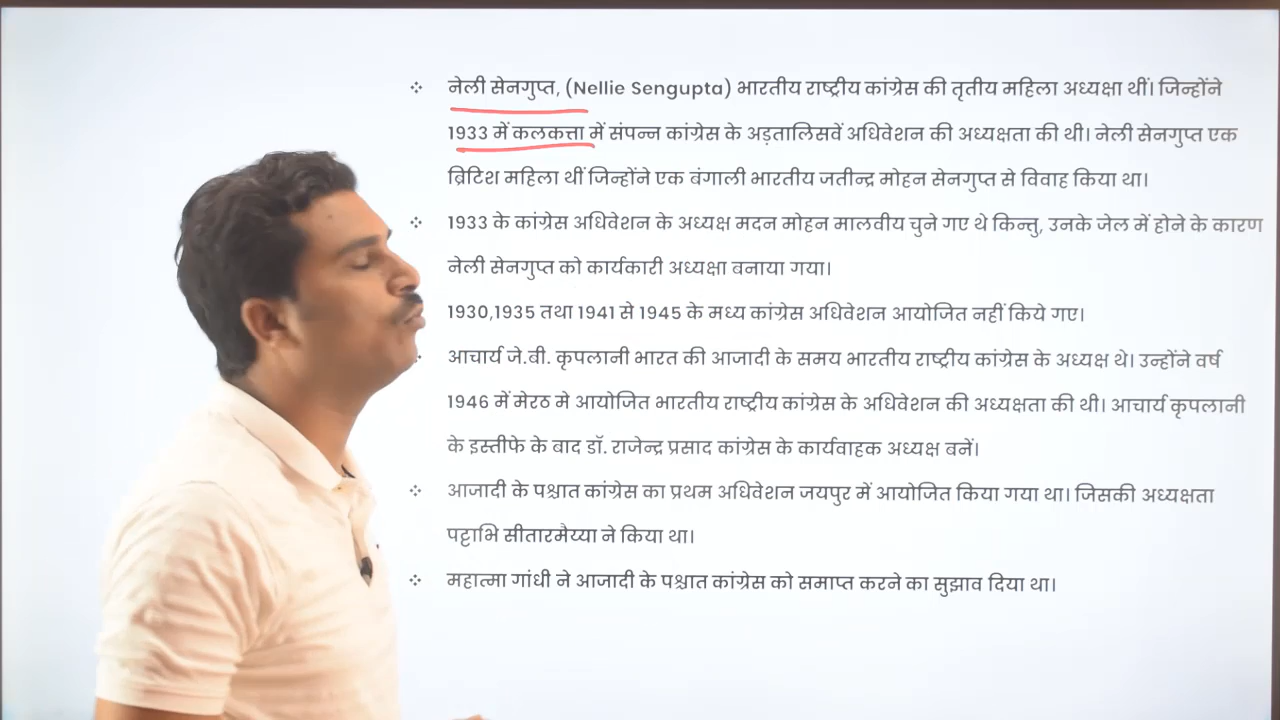 ❖ नेली सेनगुप्त, (Nellie Sengupta) भारतीय राष्ट्रीय कांग्रेस की तृतीय महिला अध्यक्षा थीं। जिन्होंने
1933 में कलकत्ता में संपन्न कांग्रेस के अड़तालिसवें अधिवेशन की अध्यक्षता की थी। नेली सेनगुप्त एक
ब्रिटिश महिला थीं जिन्होंने एक बंगाली भारतीय जतीन्द्र मोहन सेनगुप्त से विवाह किया था।
❖ 1933 के कांग्रेस अधिवेशन के अध्यक्ष मदन मोहन मालवीय चुने गए थे किन्तु, उनके जेल में होने के कारण
नेली सेनगुप्त को कार्यकारी अध्यक्षा बनाया गया।
1930,1935 तथा 1941 से 1945 के मध्य कांग्रेस अधिवेशन आयोजित नहीं किये गए।
आचार्य जे.बी. कृपलानी भारत की आजादी के समय भारतीय राष्ट्रीय कांग्रेस के अध्यक्ष थे। उन्होंने वर्ष
1946 में मेरठ मे आयोजित भारतीय राष्ट्रीय कांग्रेस के अधिवेशन की अध्यक्षता की थी। आचार्य कृपलानी
के इस्तीफे के बाद डॉ. राजेन्द्र प्रसाद कांग्रेस के कार्यवाहक अध्यक्ष बनें।
❖ आजादी के पश्चात कांग्रेस का प्रथम अधिवेशन जयपुर में आयोजित किया गया था। जिसकी अध्यक्षता
पट्टाभि सीतारमैय्या ने किया था।
❖ महात्मा गांधी ने आजादी के पश्चात कांग्रेस को समाप्त करने का सुझाव दिया था।